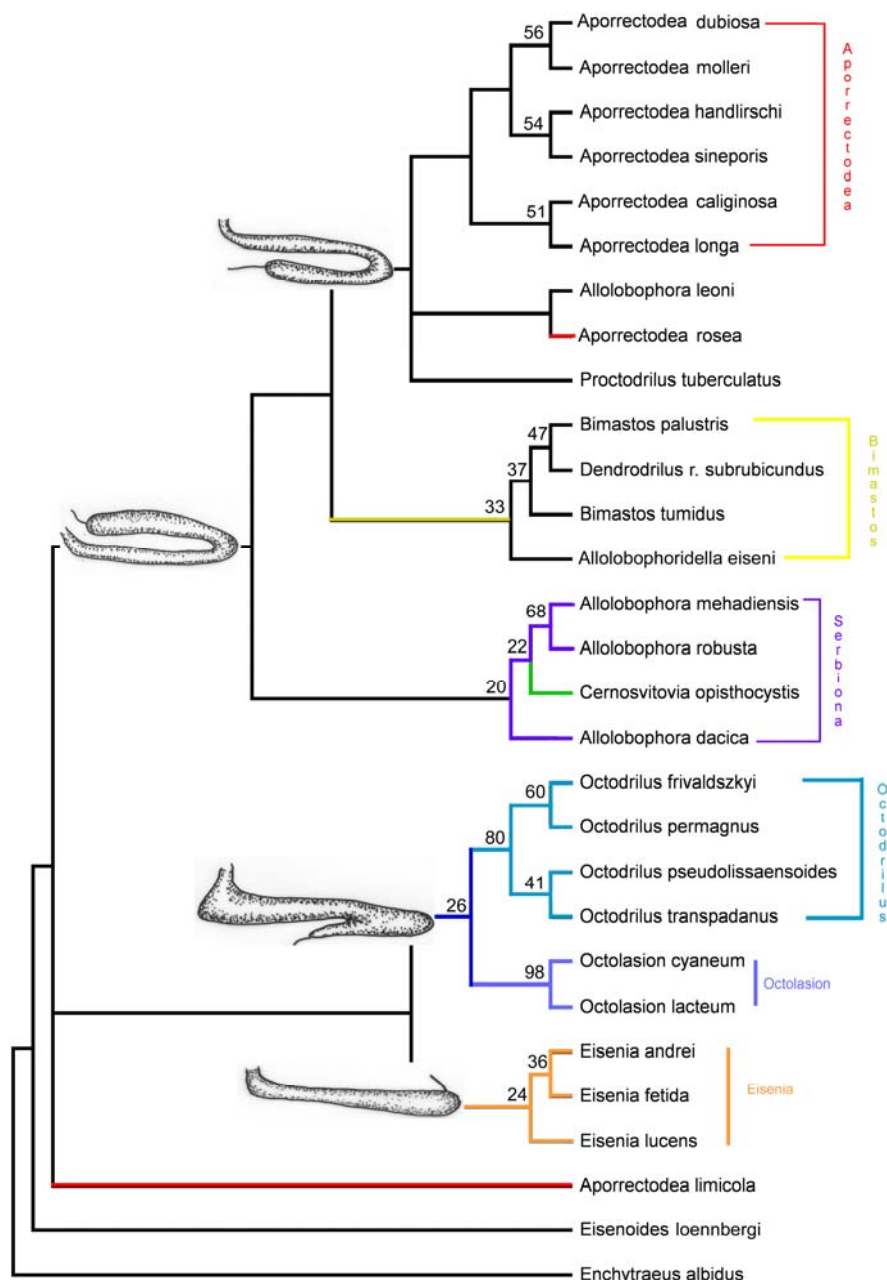 56
Aporrectodea dubiosa
Aporrectodea molleri
54
Aporrectodea handlirschi
Aporrectodea sineporis
51
Aporrectodea caliginosa
Aporrectodea longa
Aporrectodea
Allolobophora leoni
Aporrectodea rosea
Proctodrilus tuberculatus
47
37
33
Bimastos palustris
Dendrodrilus r. subrubicundus
Bimastos tumidus
Allolobophoridella eiseni
Bimastos
68
22
20
Allolobophora mehadiensis
Allolobophora robusta
Cernosvitovia opisthocystis
Allolobophora dacica
Serbiona
60
80
41
26
Octodrilus frivaldszkyi
Octodrilus permagnus
Octodrilus pseudolissaensoides
Octodrilus transpadanus
Octodrilus
98
Octolasion cyaneum
Octolasion lacteum
Octolasion
36
24
Eisenia andrei
Eisenia fetida
Eisenia lucens
Eisenia
Aporrectodea limicola
Eisenoides loennbergi
Enchytraeus albidus